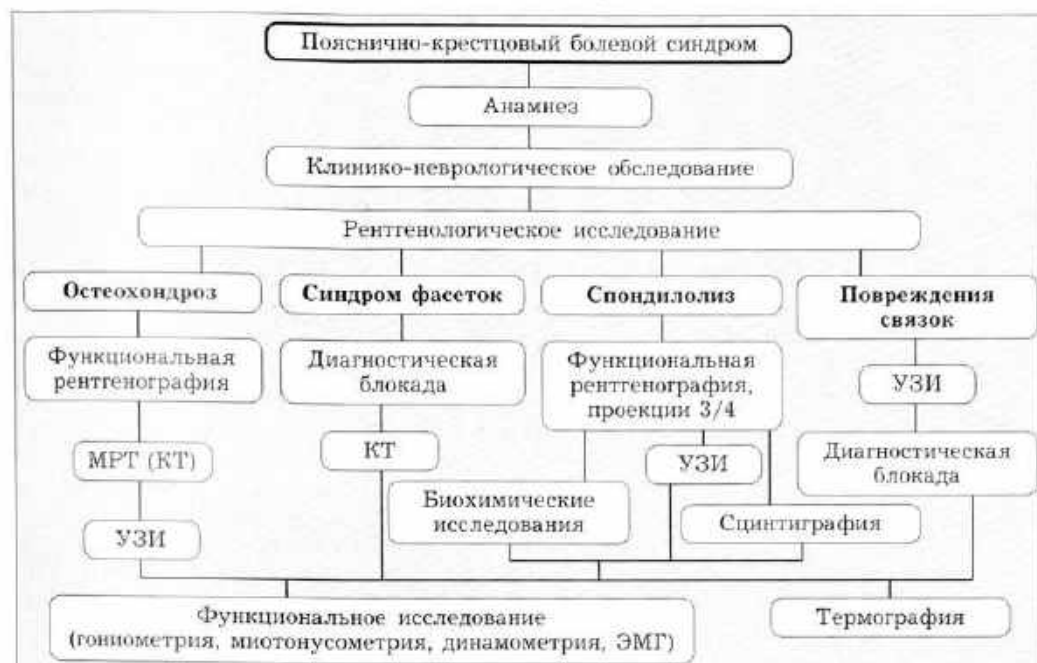 Пояснично-крестцовый болевой синдром
Анамнез
Клинико-неврологическое обследование
Рентгенологическое исследование
Остеохондроз
Синдром фасеток
Спондилолиз
Повреждения
связок
Функциональная
рентгенография
Диагностическая
блокада
Функциональная
рентгенография,
проекции 3/4
УЗИ
МРТ (КТ)
КТ
УЗИ
Диагностическая
блокада
Биохимические
исследования
Сцинтиграфия
УЗИ
Функциональное исследование
(гониометрия, миотонусометрия, динамометрия, ЭМГ)
Термография